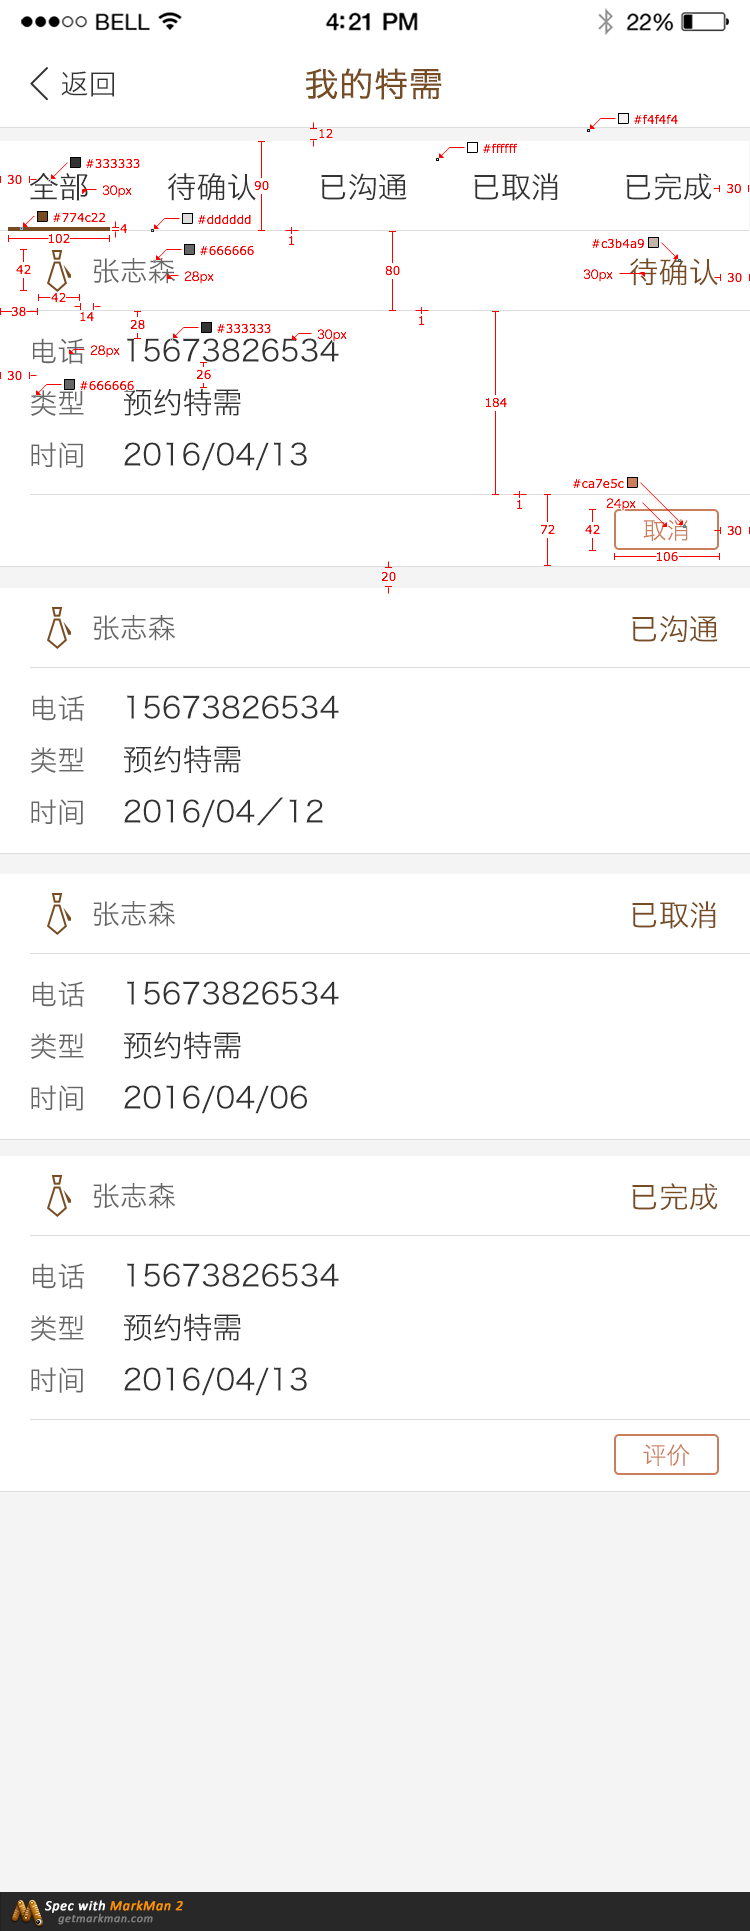 BELL 4:21 PM 22%
返回 我的特需
#f4f4f4
12
#ffffff
#333333
30 全部 待确认 90 已沟通 已取消 已完成 30
30px
#774c22 #dddddd
4
102 1
#666666 #c3b4a9
42 张志森 28px 80 30px 待确认 30
42
38 14 28 1
#333333 30px
电话 28px 15673826534
30 26
#666666
类型 预约特需 184
时间 2016/04/13
#ca7e5c
1 24px
72 42 取消 30
106
20
张志森 已沟通
电话 15673826534
类型 预约特需
时间 2016/04／12
张志森 已取消
电话 15673826534
类型 预约特需
时间 2016/04/06
张志森 已完成
电话 15673826534
类型 预约特需
时间 2016/04/13
评价
Spec with MarkMan 2
getmarkman.com